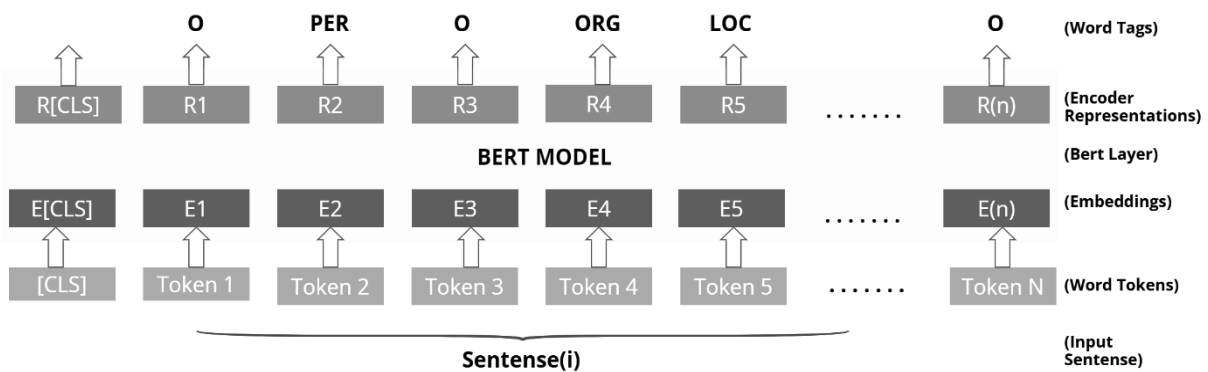 O PER O ORG LOC O (Word Tags)
R[CLS] R1 R2 R3 R4 R5 ....... R(n) (Encoder
Representations)
BERT MODEL (Bert Layer)
E[CLS] E1 E2 E3 E4 E5 ....... E(n) (Embeddings)
[CLS] Token 1 Token 2 Token 3 Token 4 Token 5 ....... Token N (Word Tokens)
Sentense(i) (Input
Sentense)